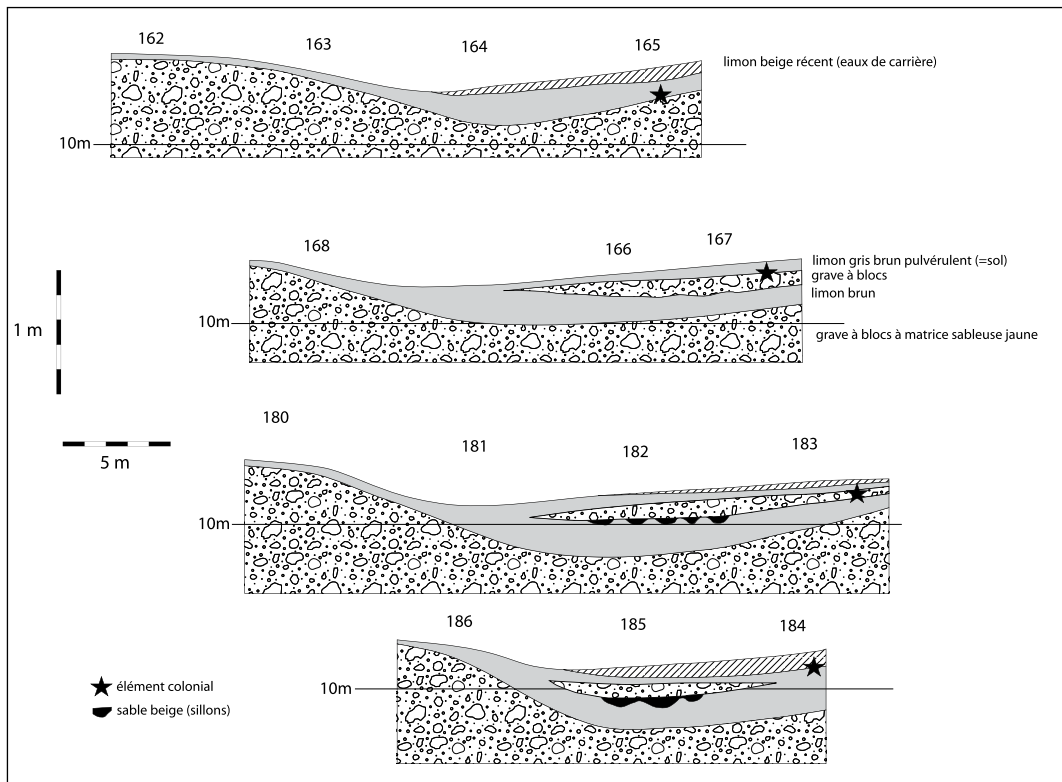 162 163 164 165
limon beige récent (eaux de carrière)
10m
168 166 167
limon gris brun pulvérulent (=sol)
grave à blocs
limon brun
10m
grave à blocs à matrice sableuse jaune
1 m
5 m
180 181 182 183
10m
186 185 184
10m
élément colonial
sable beige (sillons)